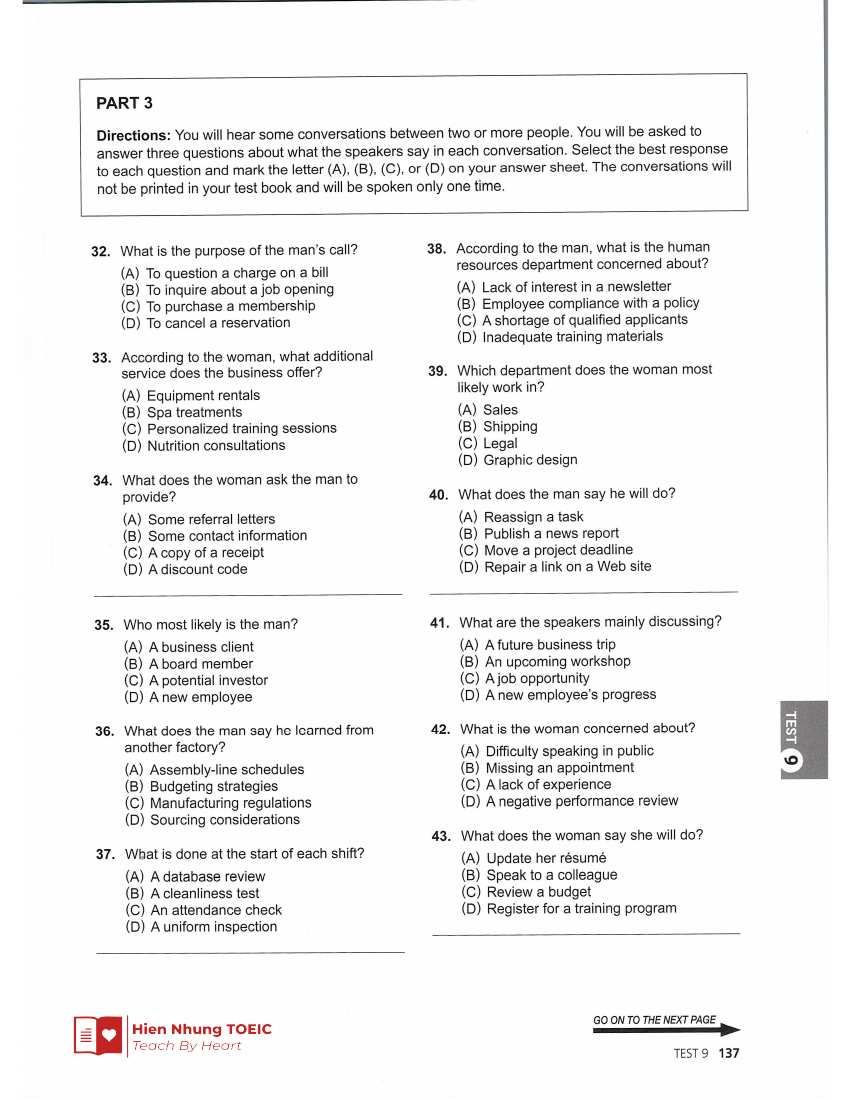 PART 3
Directions: You will hear some conversations between two or more people. You will be asked to
answer three questions about what the speakers say in each conversation. Select the best response
to each question and mark the letter (A), (B), (C), or (D) on your answer sheet. The conversations will
not be printed in your test book and will be spoken only one time.
32. What is the purpose of the man's call?
(A) To question a charge on a bill
(B) To inquire about a job opening
(C) To purchase a membership
(D) To cancel a reservation
33. According to the woman, what additional
service does the business offer?
(A) Equipment rentals
(B) Spa treatments
(C) Personalized training sessions
(D) Nutrition consultations
34. What does the woman ask the man to
provide?
(A) Some referral letters
(B) Some contact information
(C) A copy of a receipt
(D) A discount code
35. Who most likely is the man?
(A) A business client
(B) A board member
(C) A potential investor
(D) A new employee
36. What does the man say he learned from
another factory?
(A) Assembly-line schedules
(B) Budgeting strategies
(C) Manufacturing regulations
(D) Sourcing considerations
37. What is done at the start of each shift?
(A) A database review
(B) A cleanliness test
(C) An attendance check
(D) A uniform inspection
38. According to the man, what is the human
resources department concerned about?
(A) Lack of interest in a newsletter
(B) Employee compliance with a policy
(C) A shortage of qualified applicants
(D) Inadequate training materials
39. Which department does the woman most
likely work in?
(A) Sales
(B) Shipping
(C) Legal
(D) Graphic design
40. What does the man say he will do?
(A) Reassign a task
(B) Publish a news report
(C) Move a project deadline
(D) Repair a link on a Web site
41. What are the speakers mainly discussing?
(A) A future business trip
(B) An upcoming workshop
(C) A job opportunity
(D) A new employee's progress
42. What is the woman concerned about?
(A) Difficulty speaking in public
(B) Missing an appointment
(C) A lack of experience
(D) A negative performance review
43. What does the woman say she will do?
(A) Update her résumé
(B) Speak to a colleague
(C) Review a budget
(D) Register for a training program
TEST 9
Hien Nhung TOEIC
Teach By Heart
GO ON TO THE NEXT PAGE
TEST 9 137